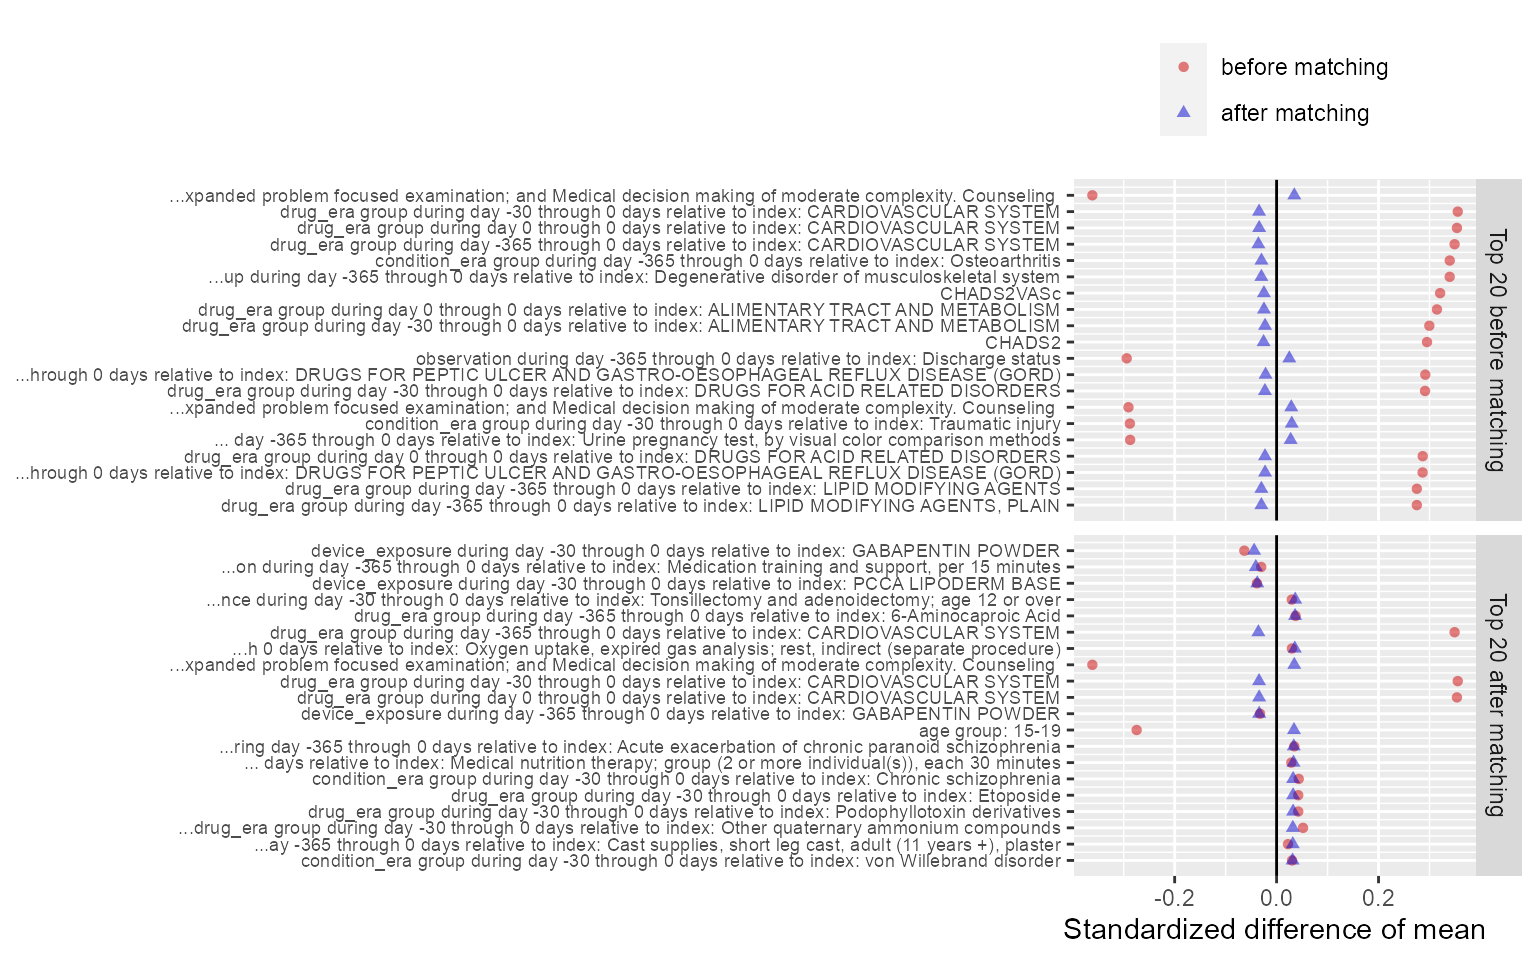 before matching
after matching
...xpanded problem focused examination; and Medical decision making of moderate complexity. Counseling
drug_era group during day -30 through 0 days relative to index: CARDIOVASCULAR SYSTEM
drug_era group during day 0 through 0 days relative to index: CARDIOVASCULAR SYSTEM
drug_era group during day -365 through 0 days relative to index: CARDIOVASCULAR SYSTEM
condition_era group during day -365 through 0 days relative to index: Osteoarthritis
...up during day -365 through 0 days relative to index: Degenerative disorder of musculoskeletal system
CHADS2VASc
drug_era group during day 0 through 0 days relative to index: ALIMENTARY TRACT AND METABOLISM
drug_era group during day -30 through 0 days relative to index: ALIMENTARY TRACT AND METABOLISM
CHADS2
observation during day -365 through 0 days relative to index: Discharge status
...hrough 0 days relative to index: DRUGS FOR PEPTIC ULCER AND GASTRO-OESOPHAGEAL REFLUX DISEASE (GORD)
drug_era group during day -30 through 0 days relative to index: DRUGS FOR ACID RELATED DISORDERS
...xpanded problem focused examination; and Medical decision making of moderate complexity. Counseling
condition_era group during day -30 through 0 days relative to index: Traumatic injury
... day -365 through 0 days relative to index: Urine pregnancy test, by visual color comparison methods
drug_era group during day 0 through 0 days relative to index: DRUGS FOR ACID RELATED DISORDERS
...hrough 0 days relative to index: DRUGS FOR PEPTIC ULCER AND GASTRO-OESOPHAGEAL REFLUX DISEASE (GORD)
drug_era group during day -365 through 0 days relative to index: LIPID MODIFYING AGENTS
drug_era group during day -365 through 0 days relative to index: LIPID MODIFYING AGENTS, PLAIN
Top 20 before matching
device_exposure during day -30 through 0 days relative to index: GABAPENTIN POWDER
...on during day -365 through 0 days relative to index: Medication training and support, per 15 minutes
device_exposure during day -30 through 0 days relative to index: PCCA LIPODERM BASE
...nce during day -30 through 0 days relative to index: Tonsillectomy and adenoidectomy; age 12 or over
drug_era group during day -365 through 0 days relative to index: 6-Aminocaproic Acid
drug_era group during day -365 through 0 days relative to index: CARDIOVASCULAR SYSTEM
...h 0 days relative to index: Oxygen uptake, expired gas analysis; rest, indirect (separate procedure)
...xpanded problem focused examination; and Medical decision making of moderate complexity. Counseling
drug_era group during day -30 through 0 days relative to index: CARDIOVASCULAR SYSTEM
drug_era group during day 0 through 0 days relative to index: CARDIOVASCULAR SYSTEM
device_exposure during day -365 through 0 days relative to index: GABAPENTIN POWDER
age group: 15-19
...ring day -365 through 0 days relative to index: Acute exacerbation of chronic paranoid schizophrenia
... days relative to index: Medical nutrition therapy; group (2 or more individual(s)), each 30 minutes
condition_era group during day -30 through 0 days relative to index: Chronic schizophrenia
drug_era group during day -30 through 0 days relative to index: Etoposide
drug_era group during day -30 through 0 days relative to index: Podophyllotoxin derivatives
...drug_era group during day -30 through 0 days relative to index: Other quaternary ammonium compounds
...ay -365 through 0 days relative to index: Cast supplies, short leg cast, adult (11 years +), plaster
condition_era group during day -30 through 0 days relative to index: von Willebrand disorder
Top 20 after matching
-0.2 0.0 0.2
Standardized difference of mean